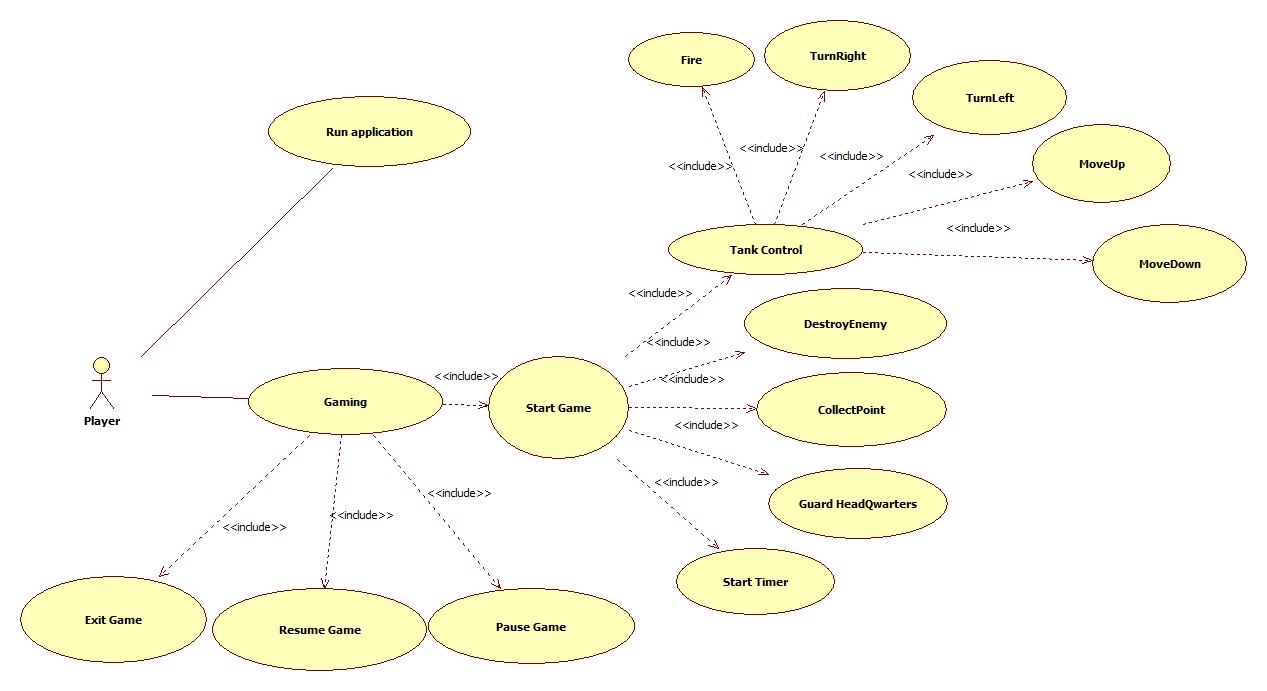 Fire
TurnRight
TurnLeft
Run application
<<include>>
<<include>>
<<include>>
MoveUp
<<include>>
<<include>>
Tank Control
MoveDown
<<include>>
DestroyEnemy
<<include>>
<<include>>
<<include>>
Player
Gaming
Start Game
CollectPoint
<<include>>
<<include>>
<<include>>
Guard HeadQwarters
<<include>>
<<include>>
Start Timer
Exit Game
Resume Game
Pause Game